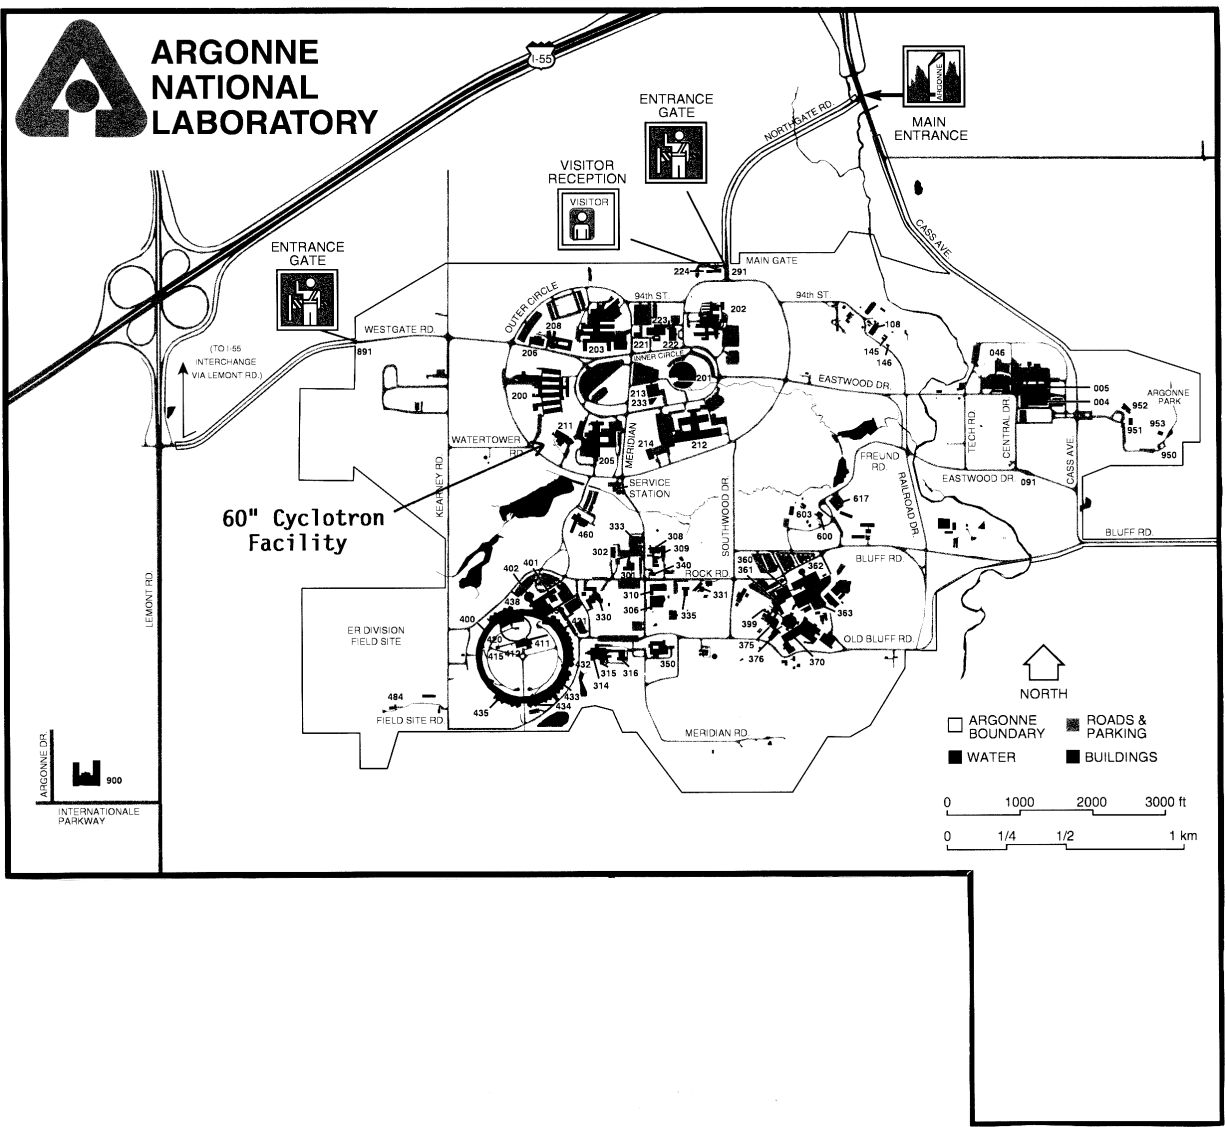 ARGONNE
NATIONAL
LABORATORY
I-55
ENTRANCE
GATE
NORTHGATE RD.
ARGONNE
MAIN
ENTRANCE
VISITOR
RECEPTION
VISITOR
CASS AVE.
ENTRANCE
GATE
MAIN GATE
224
291
OUTER CIRCLE
94th ST.
94th ST.
202
WESTGATE RD.
208
223
108
206
203
221
222
145
146
891
INNER CIRCLE
(TO I-55
INTERCHANGE
VIA LEMONT RD.)
046
201
EASTWOOD DR.
005
004
ARGONNE
PARK
200
213
233
952
951
953
950
211
WATERTOWER
RD.
205
MERIDIAN
214
212
TECH RD.
CENTRAL DR.
CASS AVE.
FREUND
RD.
EASTWOOD DR.
091
KEARNEY RD.
SERVICE
STATION
SOUTHWOOD DR.
RAILROAD DR.
617
603
600
60" Cyclotron
Facility
460
333
308
309
302
340
301
BLUFF RD.
BLUFF RD.
360
361
362
ROCK RD.
401
402
438
310
306
331
335
330
363
LEMONT RD.
400
420
421
415
412
411
ER DIVISION
FIELD SITE
399
375
376
370
OLD BLUFF RD.
432
315
316
314
350
433
434
435
484
FIELD SITE RD.
MERIDIAN RD.
NORTH
ARGONNE
BOUNDARY
ROADS &
PARKING
WATER
BUILDINGS
0 1000 2000 3000 ft
0 1/4 1/2 1 km
ARGONNE DR.
900
INTERNATIONALE
PARKWAY